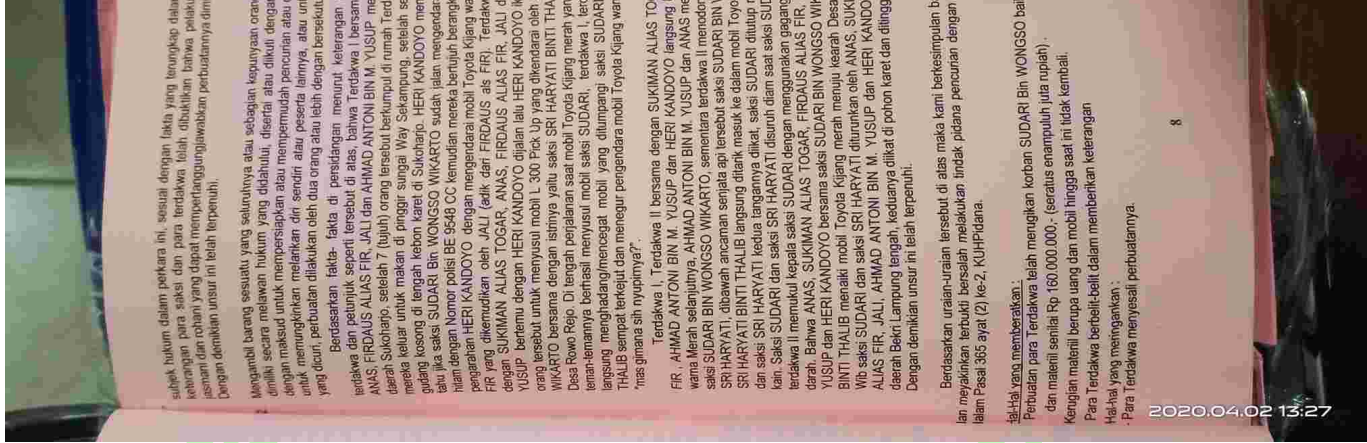 subjek hukum dalam perkara ini, sesuai dengan fakta yang terungkap dala
keterangan para saksi dan para terdakwa telah dibuktikan bahwa pelaku
jasmani dan rohani yang dapat mempertanggungjawabkan perbuatannya dim
Dengan demikian unsur ini telah terpenuhi.
Mengambil barang sesuatu yang seluruhnya atau sebagian kepunyaan oran
dimiliki secara melawan hukum yang didahului, disertai atau diikuti dengan
dengan maksud untuk mempersiapkan atau mempermudah pencurian atau d
untuk memungkinkan melarikan diri sendiri atau peserta lainnya, atau unt
yang dicuri, perbuatan dilakukan oleh dua orang atau lebih dengan bersekutu
Berdasarkan fakta- fakta di persidangan menurut keterangan
terdakwa dan petunjuk seperti tersebut di atas, bahwa Terdakwa I bersam
ANAS, FIRDAUS ALIAS FIR, JALI dan AHMAD ANTONI BIN M. YUSUP me
daerah Sukoharjo, setelah 7 (tujuh) orang tersebut berkumpul di rumah Terd
mereka keluar untuk makan di pinggir sungai Way Sekampung, setelah se
gudang kosong di tengah kebon karet di Sukoharjo. HERI KANDOYO men
tahu jika saksi SUDARI Bin WONGSO WIKARTO sudah jalan mengendar
hitam dengan Nomor polisi BE 9548 CC kemudian mereka bertujuh berangk
pengarahan HERI KANDOYO dengan mengendarai mobil Toyota Kijang wa
FIR yang dikemudikan oleh JALI (adik dari FIRDAUS als FIR). Terdakw
dengan SUKIMAN ALIAS TOGAR, ANAS, FIRDAUS ALIAS FIR, JALI d
YUSUP bertemu dengan HERI KANDOYO dijalan lalu HERI KANDOYO ik
orang tersebut untuk menyusul mobil L 300 Pick Up yang dikendarai oleh
WIKARTO bersama dengan istrinya yaitu saksi SRI HARYATI BINTI THA
Desa Rowo Rejo. Di tengah perjalanan saat mobil Toyota Kijang merah yan
teman-temannya berhasil menyusul mobil saksi SUDARI, terdakwa I, terc
langsung menghadang/mencegat mobil yang ditumpangi saksi SUDARI
THALIB sempat terkejut dan menegur pengendara mobil Toyota Kijang war
"mas gimana sih nyupirnya?".
Terdakwa I, Terdakwa II bersama dengan SUKIMAN ALIAS TO
FIR , AHMAD ANTONI BIN M. YUSUP dan HERI KANDOYO langsung t
warna Merah selanjutnya, AHMAD ANTONI BIN M. YUSUP dan ANAS me
saksi SUDARI BIN WONGSO WIKARTO, sementara terdakwa II menodon
SRI HARYATI, dibawah ancaman senjata api tersebut saksi SUDARI BIN W
SRI HARYATI BINTI THALIB langsung ditarik masuk ke dalam mobil Toyo
dan saksi SRI HARYATI kedua tangannya diikat, saksi SUDARI ditutup m
kain. Saksi SUDARI dan saksi SRI HARYATI disuruh diam saat saksi SUD
terdakwa II memukul kepala saksi SUDARI dengan menggunakan gagang
darah. Bahwa ANAS, SUKIMAN ALIAS TOGAR, FIRDAUS ALIAS FIR,
YUSUP dan HERI KANDOYO bersama saksi SUDARI BIN WONGSO WIK
BINTI THALIB menaiki mobil Toyota Kijang merah menuju kearah Desa
Wib saksi SUDARI dan saksi SRI HARYATI diturunkan oleh ANAS, SUKI
ALIAS FIR, JALI, AHMAD ANTONI BIN M. YUSUP dan HERI KANDO
daerah Bekri Lampung tengah, keduanya diikat di pohon karet dan ditingg
Dengan demikian unsur ini telah terpenuhi.
Berdasarkan uraian-uraian tersebut di atas maka kami berkesimpulan b
lan meyakinkan terbukti bersalah melakukan tindak pidana pencurian dengan
lalam Pasal 365 ayat (2) ke-2, KUHPidana.
Hal-Hal yang memberatkan :
Perbuatan para Terdakwa telah merugikan korban SUDARI Bin WONGSO bai
dan materiil senilai Rp 160.000.000,- (seratus enampuluh juta rupiah) .
Kerugian materiil berupa uang dan mobil hingga saat ini tidak kembali.
Para Terdakwa berbelit-belit dalam memberikan keterangan
Hal-hal yang meringankan :
- Para Terdakwa menyesali perbuatannya.
8
2020.04.02 13:27